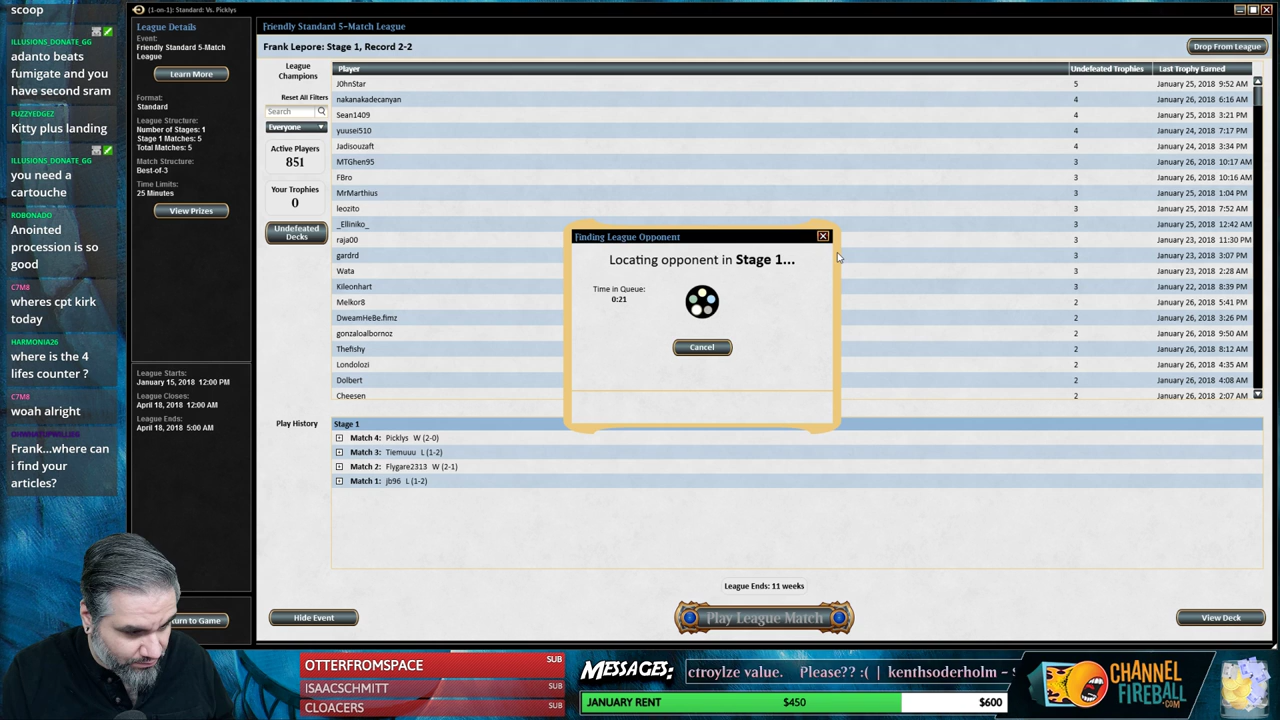 scoop
ILLUSIONS_DONATE_GG
adanto beats
fumigate and you
have second sram
FUZZYEDGEZ
Kitty plus landing
ILLUSIONS_DONATE_GG
you need a
cartouche
ROBONADO
Anointed
procession is so
good
C7M8
wheres cpt kirk
today
HARMONIA26
where is the 4
lifes counter ?
C7M8
woah alright
Frank...where can
i find your
articles?
(1-on-1): Standard: Vs. Picklys
League Details
Event:
Friendly Standard 5-Match
League
Learn More
Format:
Standard
League Structure:
Number of Stages: 1
Stage 1 Matches: 5
Total Matches: 5
Match Structure:
Best-of-3
Time Limits:
25 Minutes
View Prizes
League Starts:
January 15, 2018 12:00 PM
League Closes:
April 18, 2018 12:00 AM
League Ends:
April 18, 2018 5:00 AM
to Game
Friendly Standard 5-Match League
Frank Lepore: Stage 1, Record 2-2
Drop From League
League
Champions
Reset All Filters
Search
Everyone
Active Players
851
Your Trophies
0
Undefeated
Decks
Player Undefeated Trophies Last Trophy Earned
J0hnStar 5 January 25, 2018 9:52 AM
nakanakadecanyan 4 January 26, 2018 6:16 AM
Sean1409 4 January 25, 2018 3:21 PM
yuusei510 4 January 24, 2018 7:17 PM
Jadisouzaft 4 January 24, 2018 3:34 PM
MTGhen95 3 January 26, 2018 10:17 AM
FBro 3 January 26, 2018 10:16 AM
MrMarthius 3 January 25, 2018 1:04 PM
leozito 3 January 25, 2018 7:52 AM
_Elliniko_ 3 January 25, 2018 12:42 AM
raja00 3 January 23, 2018 11:30 PM
gardrd 3 January 23, 2018 3:07 PM
Wata 3 January 23, 2018 2:28 AM
Kileonhart 3 January 22, 2018 8:39 PM
Melkor8 2 January 26, 2018 5:41 PM
DweamHeBe.fimz 2 January 26, 2018 3:26 PM
gonzaloalbornoz 2 January 26, 2018 9:50 AM
Thefishy 2 January 26, 2018 8:12 AM
Londolozi 2 January 26, 2018 4:35 AM
Dolbert 2 January 26, 2018 4:08 AM
Cheesen 2 January 26, 2018 2:07 AM
Finding League Opponent
Locating opponent in Stage 1...
Time in Queue:
0:21
Cancel
Play History
Stage 1
Match 4: Picklys W (2-0)
Match 3: Tiemuuu L (1-2)
Match 2: Flygare2313 W (2-1)
Match 1: jb96 L (1-2)
League Ends: 11 weeks
Hide Event
Play League Match
View Deck
OTTERFROMSPACE SUB
ISAACSCHMITT SUB
CLOACERS SUB
MESSAGES:
ctroylze value. Please?? :( | kenthsoderholm –
JANUARY RENT $450 $600
CHANNEL
FIREBALL
.COM